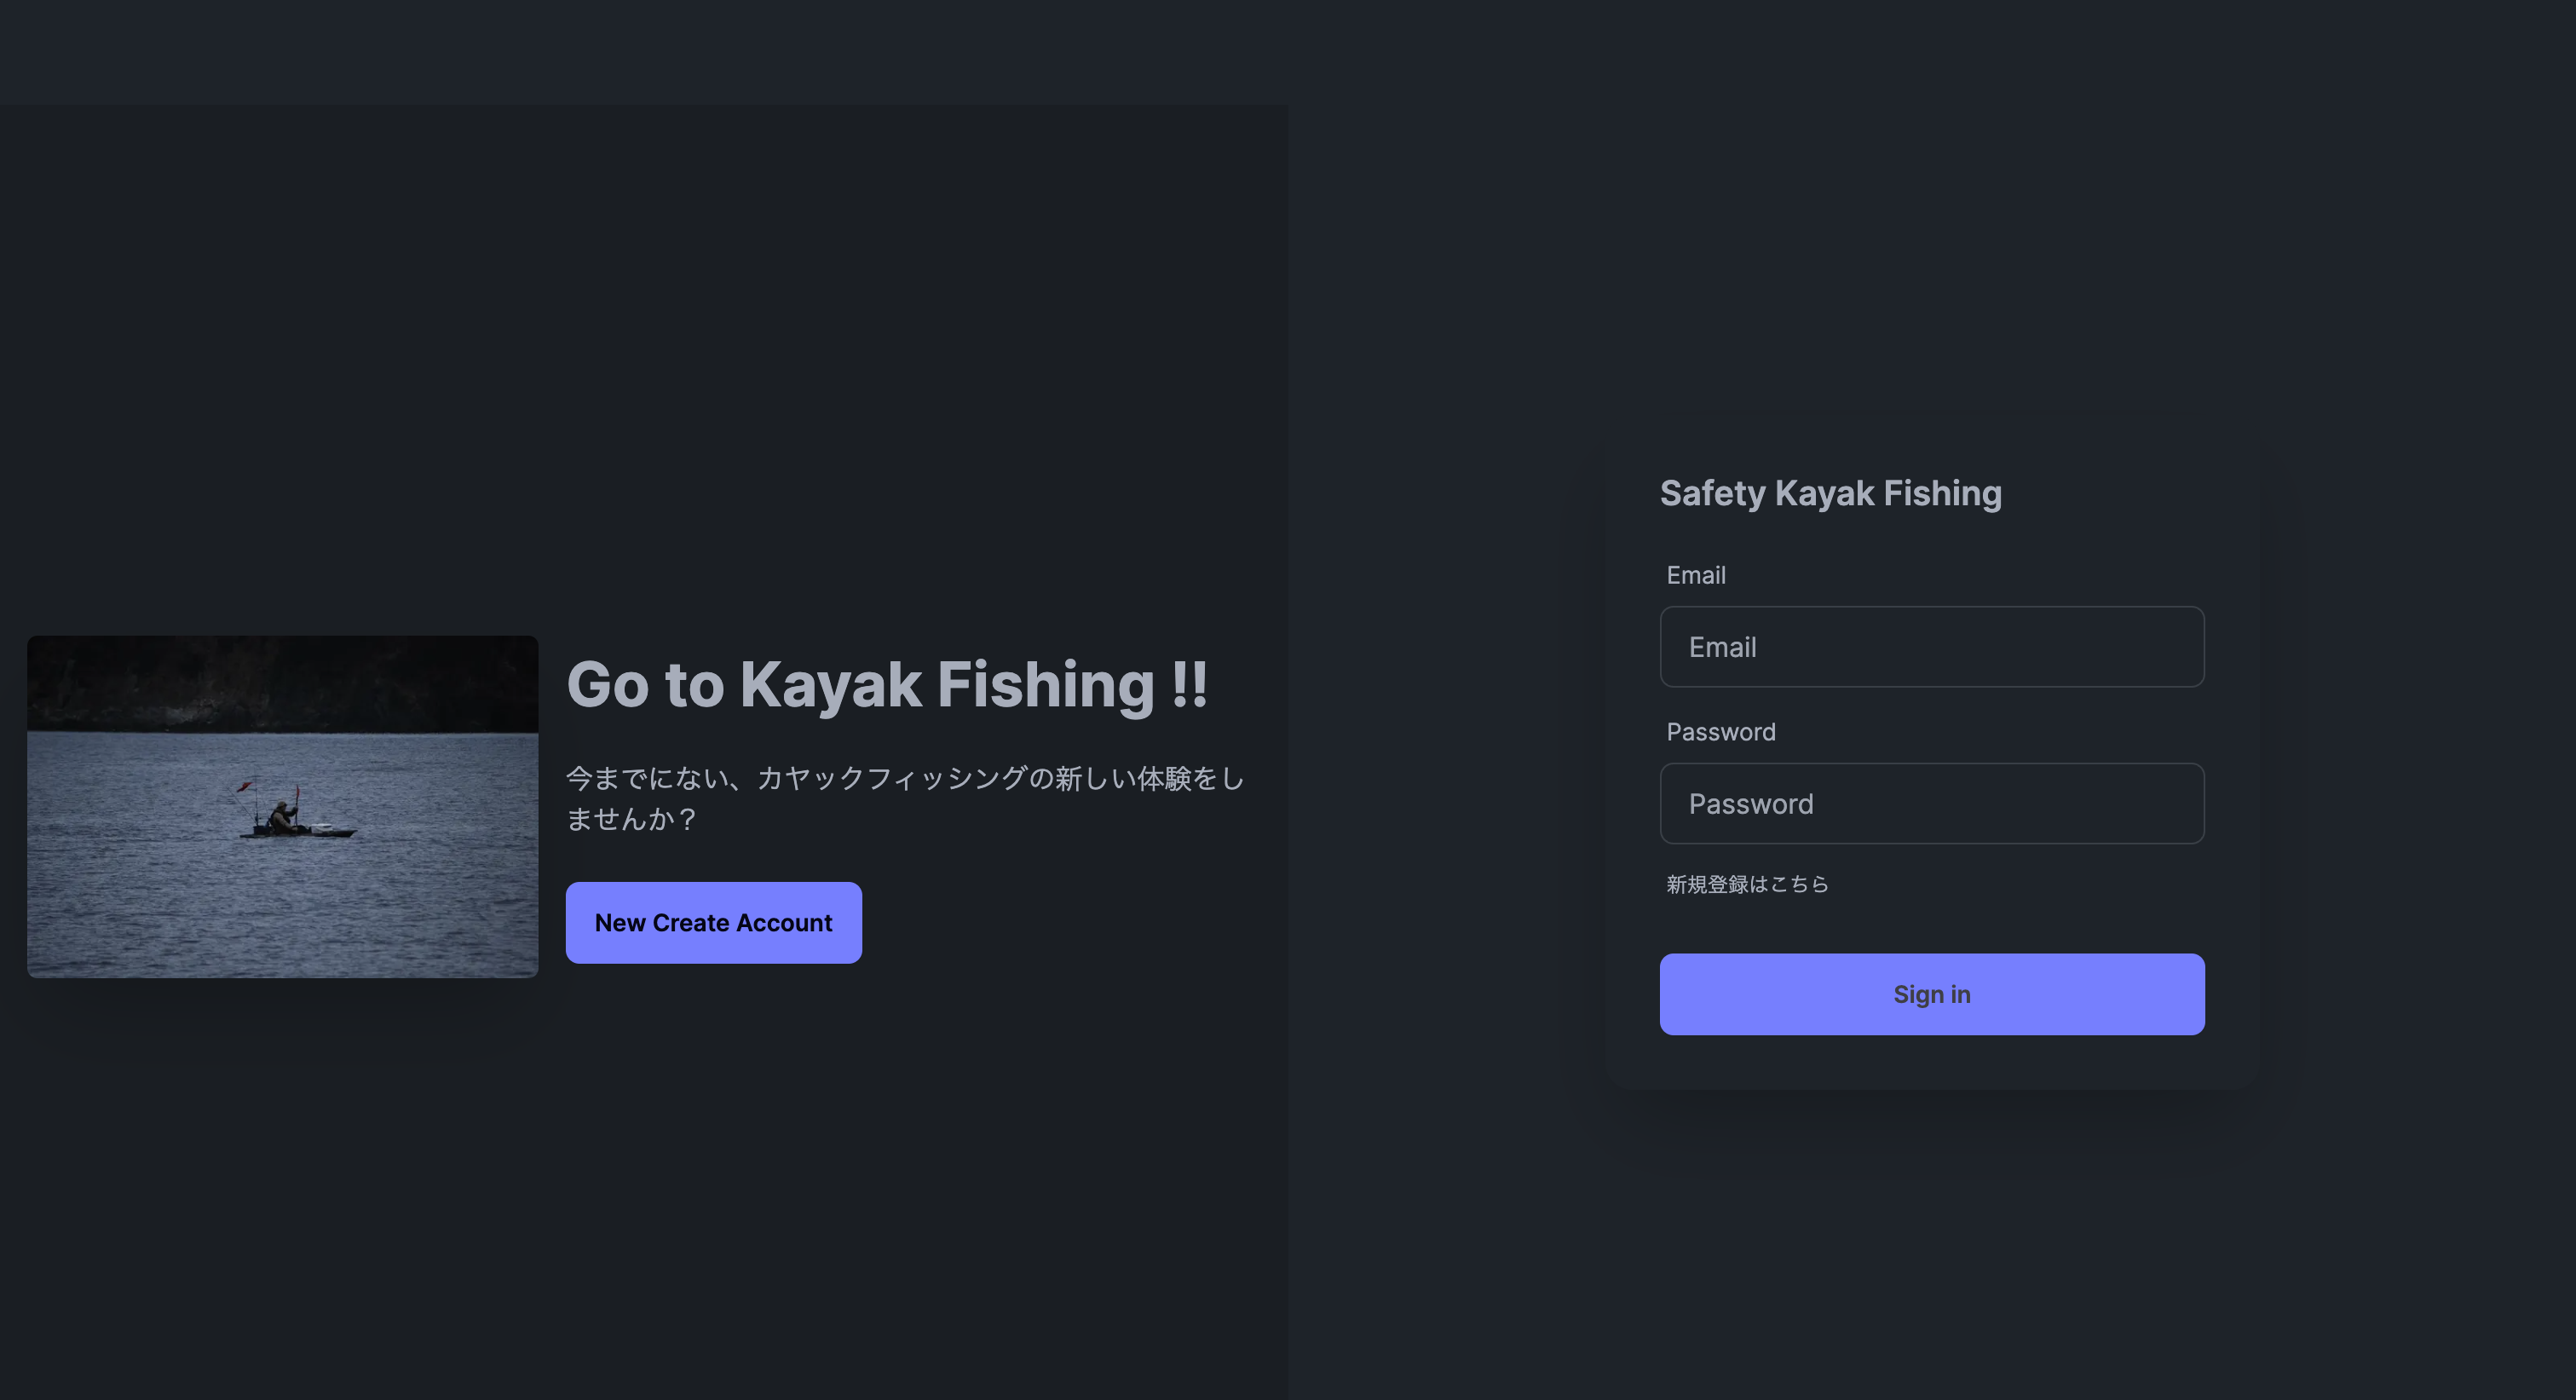 Go to Kayak Fishing !!
今までにない、カヤックフィッシングの新しい体験をし
ませんか？
New Create Account
Safety Kayak Fishing
Email
Email
Password
Password
新規登録はこちら
Sign in